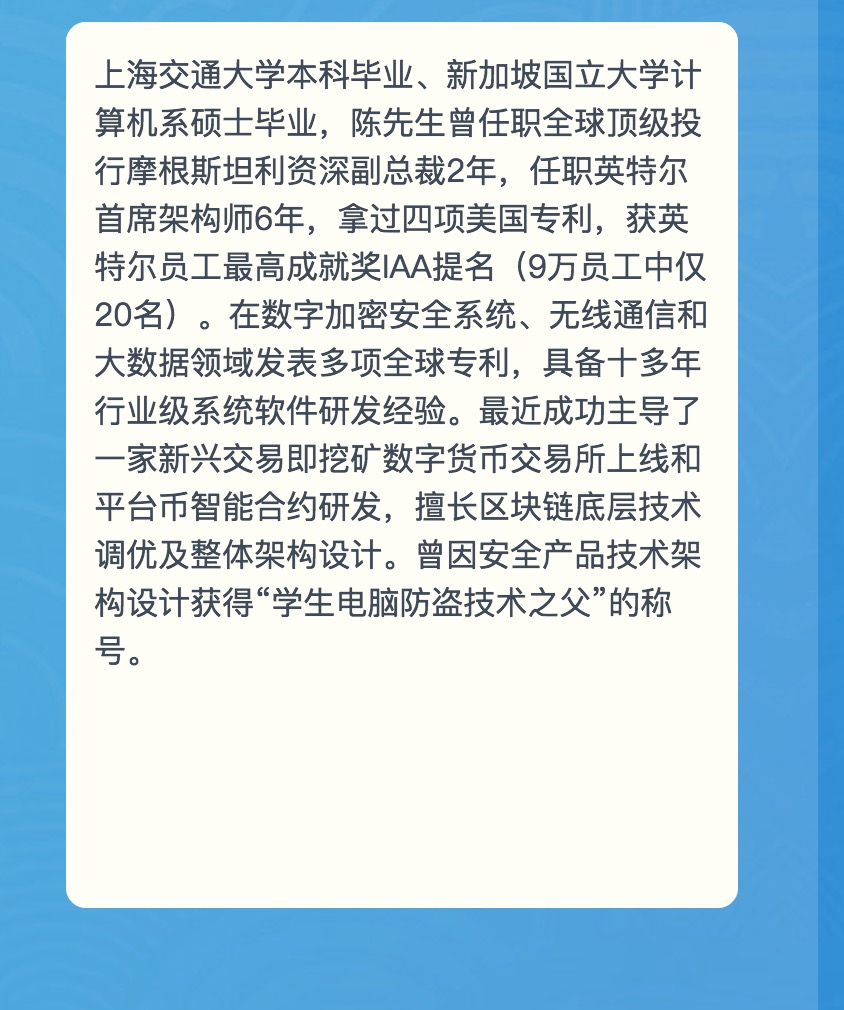 上海交通大学本科毕业、新加坡国立大学计
算机系硕士毕业，陈先生曾任职全球顶级投
行摩根斯坦利资深副总裁2年，任职英特尔
首席架构师6年，拿过四项美国专利，获英
特尔员工最高成就奖IAA提名（9万员工中仅
20名）。在数字加密安全系统、无线通信和
大数据领域发表多项全球专利，具备十多年
行业级系统软件研发经验。最近成功主导了
一家新兴交易即挖矿数字货币交易所上线和
平台币智能合约研发，擅长区块链底层技术
调优及整体架构设计。曾因安全产品技术架
构设计获得“学生电脑防盗技术之父”的称
号。